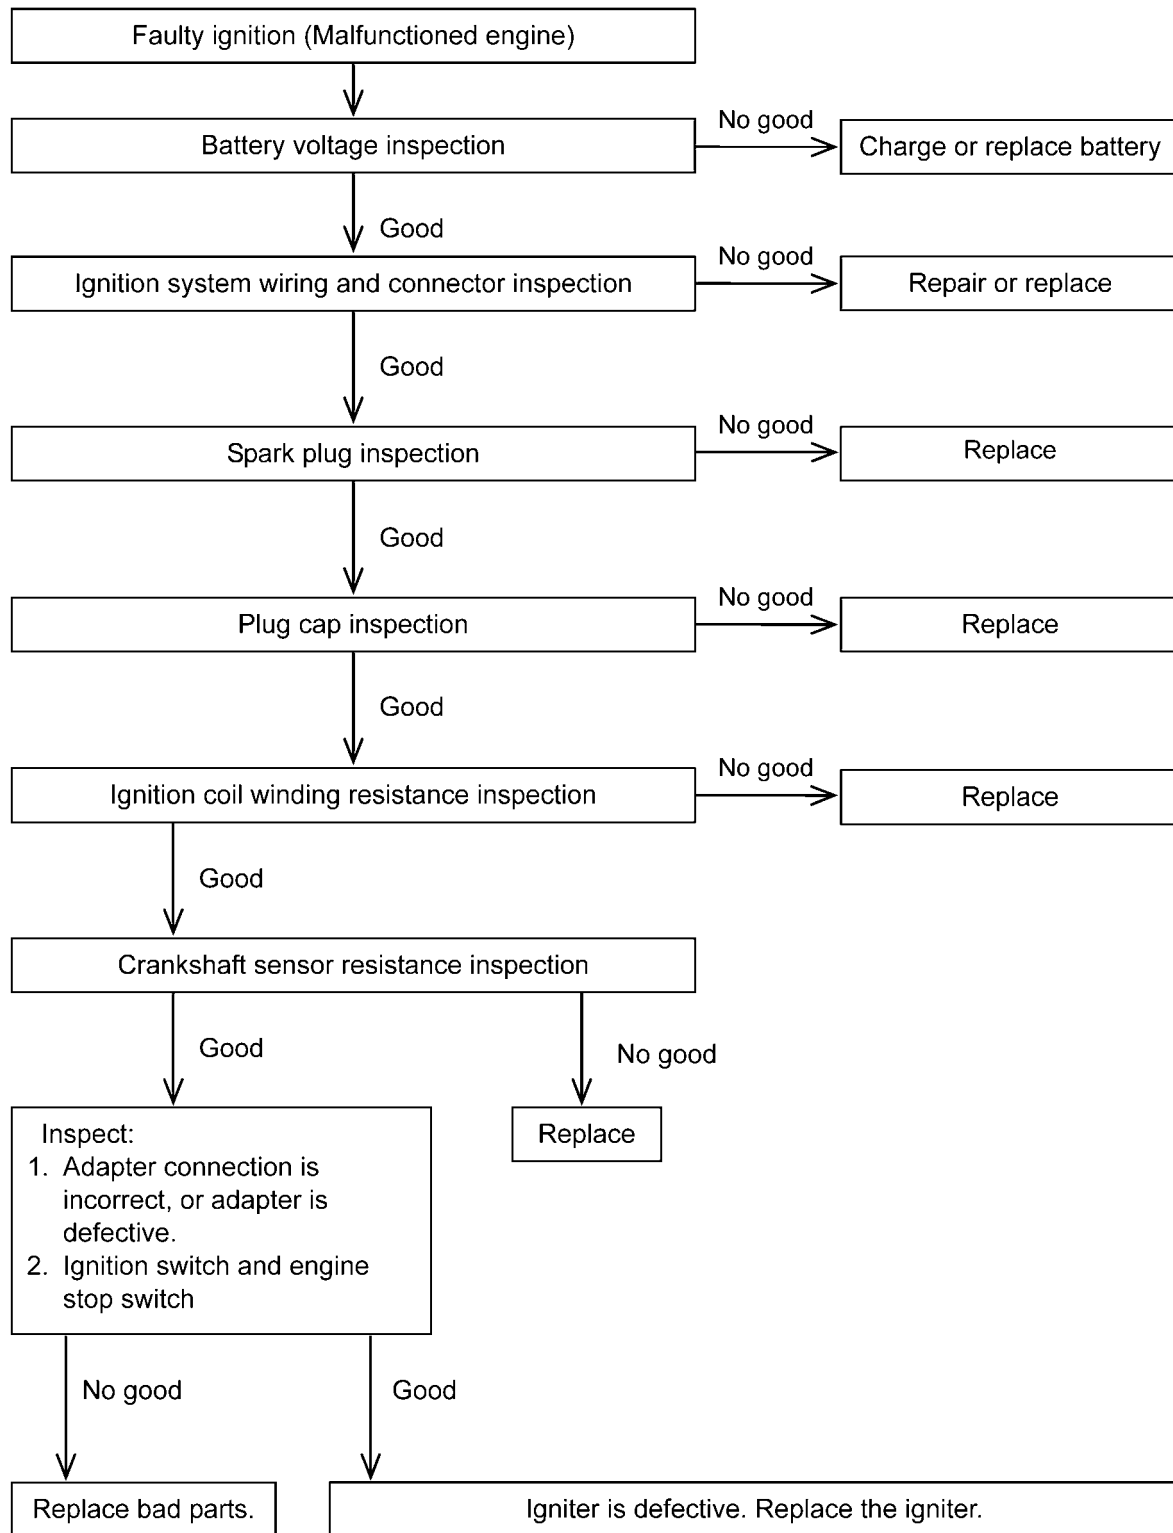 Faulty ignition (Malfunctioned engine)
No good
Battery voltage inspection
Charge or replace battery
Good
No good
Ignition system wiring and connector inspection
Repair or replace
Good
No good
Spark plug inspection
Replace
Good
No good
Plug cap inspection
Replace
Good
No good
Ignition coil winding resistance inspection
Replace
Good
Crankshaft sensor resistance inspection
Good
No good
Inspect:
1. Adapter connection is
incorrect, or adapter is
defective.
2. Ignition switch and engine
stop switch
Replace
No good
Good
Replace bad parts.
Igniter is defective. Replace the igniter.